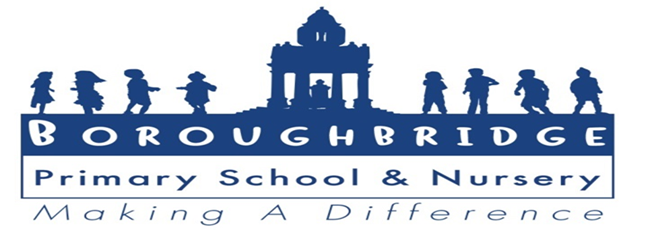 BOROUGHBRIDGE
Primary School & Nursery
Making A Difference